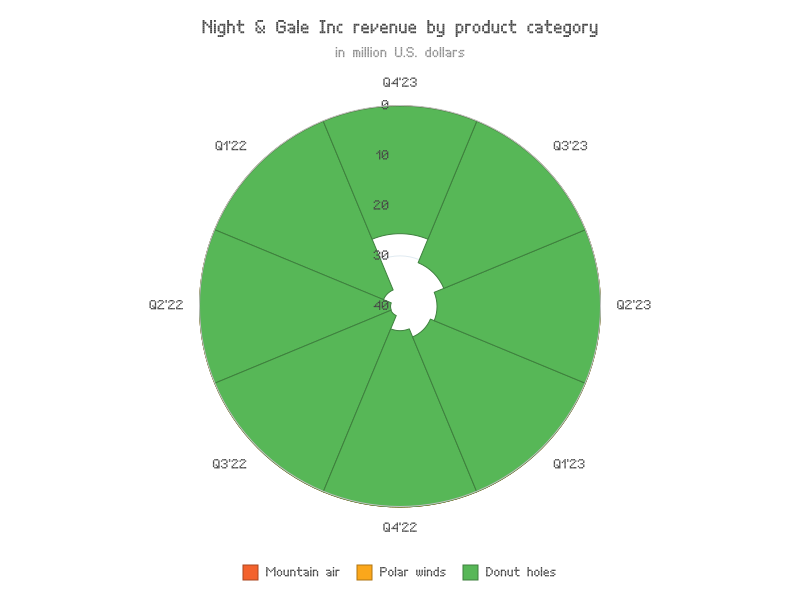 Night & Gale Inc revenue by product category
in million U.S. dollars
Q4'23
0
Q1'22
Q3'23
10
20
30
Q2'22
40
Q2'23
Q3'22
Q1'23
Q4'22
Mountain air
Polar winds
Donut holes